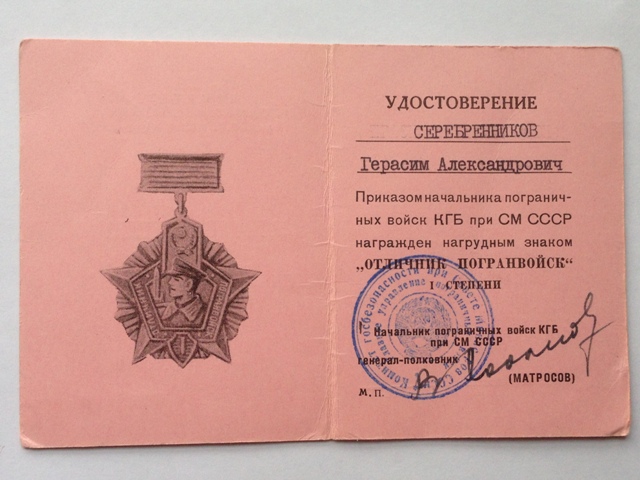 УДОСТОВЕРЕНИЕ
СЕРЕБРЕННИКОВ
Герасим Александрович
Приказом начальника погранич-
ных войск КГБ при СМ СССР
награжден нагрудным знаком
„ОТЛИЧНИК ПОГРАНВОЙСК“
I СТЕПЕНИ
Начальник пограничных войск КГБ
при СМ СССР
генерал-полковник
(МАТРОСОВ)
М. П.